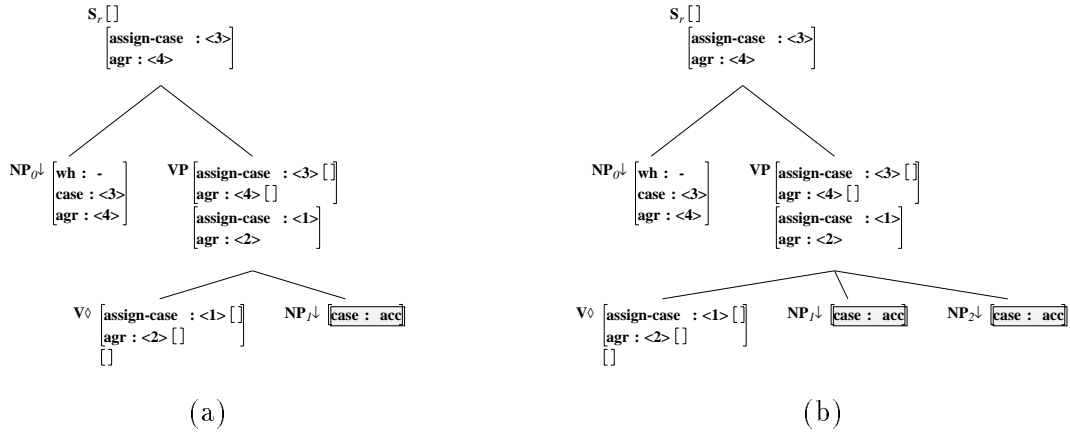 S_r [ ]
[assign-case : <3>
agr : <4>]
NP_0↓ [wh : -
case : <3>
agr : <4>]
VP [assign-case : <3> [ ]
agr : <4> [ ]]
[assign-case : <1>
agr : <2>]
V◊ [assign-case : <1> [ ]
agr : <2> [ ]]
[ ]
NP_1↓ [case : acc]
(a)
S_r [ ]
[assign-case : <3>
agr : <4>]
NP_0↓ [wh : -
case : <3>
agr : <4>]
VP [assign-case : <3> [ ]
agr : <4> [ ]]
[assign-case : <1>
agr : <2>]
V◊ [assign-case : <1> [ ]
agr : <2> [ ]]
[ ]
NP_1↓ [case : acc]
NP_2↓ [case : acc]
(b)